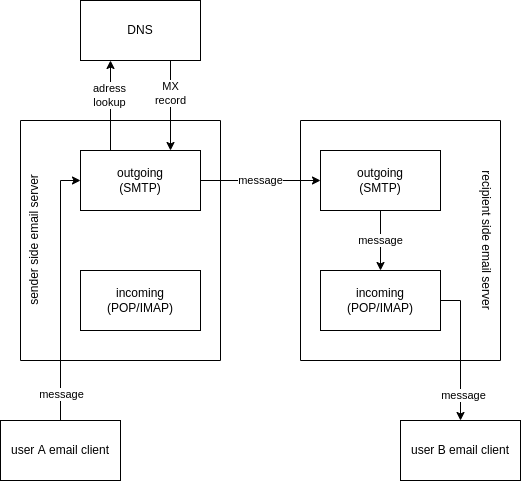 DNS
adress
lookup
MX
record
sender side email server
outgoing
(SMTP)
message
outgoing
(SMTP)
recipient side email server
message
incoming
(POP/IMAP)
incoming
(POP/IMAP)
message
message
user A email client
user B email client